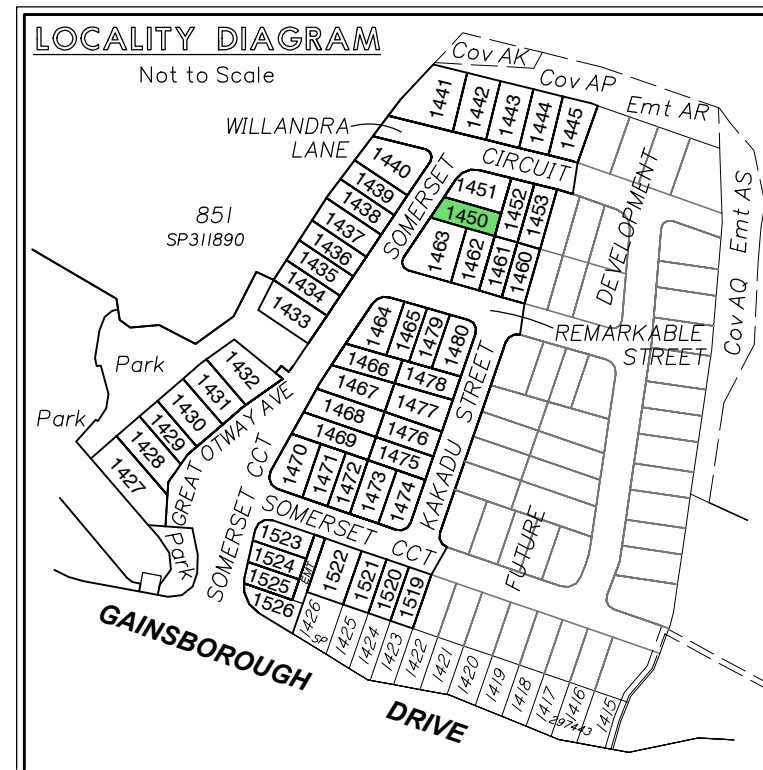 LOCALITY DIAGRAM
Not to Scale
Cov AK
Cov AP
Emt AR
Emt AS
Cov AQ
1441
1442
1443
1444
1445
WILLANDRA
LANE
SOMERSET
CIRCUIT
1440
1439
1438
1437
1436
1435
1434
1433
851
SP311890
1451
1450
1452
1453
1463
1462
1461
1460
DEVELOPMENT
REMARKABLE
STREET
1464
1465
1479
1480
1466
1478
1467
1477
1468
1476
1469
1475
1470
1471
1472
1473
1474
KAKADU STREET
Park
Park
Park
1432
1431
1430
1429
1428
1427
GREAT OTWAY AVE
SOMERSET CCT
SOMERSET CCT
FUTURE
1523
1524
1525
1526
EMT
1522
1521
1520
1519
1426
SP
1425
1424
1423
1422
1421
1420
1419
1418
1417
1416
1415
297443
GAINSBOROUGH
DRIVE